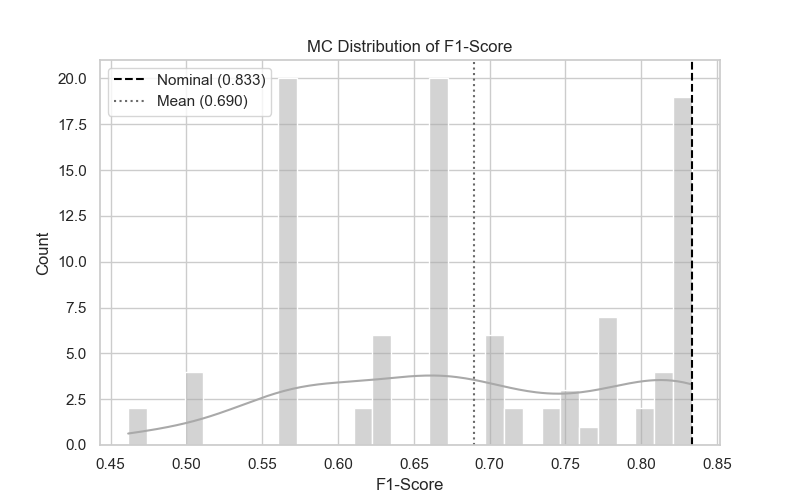 MC Distribution of F1-Score
Nominal (0.833)
Mean (0.690)
20.0
17.5
15.0
12.5
10.0
7.5
5.0
2.5
0.0
Count
0.45 0.50 0.55 0.60 0.65 0.70 0.75 0.80 0.85
F1-Score